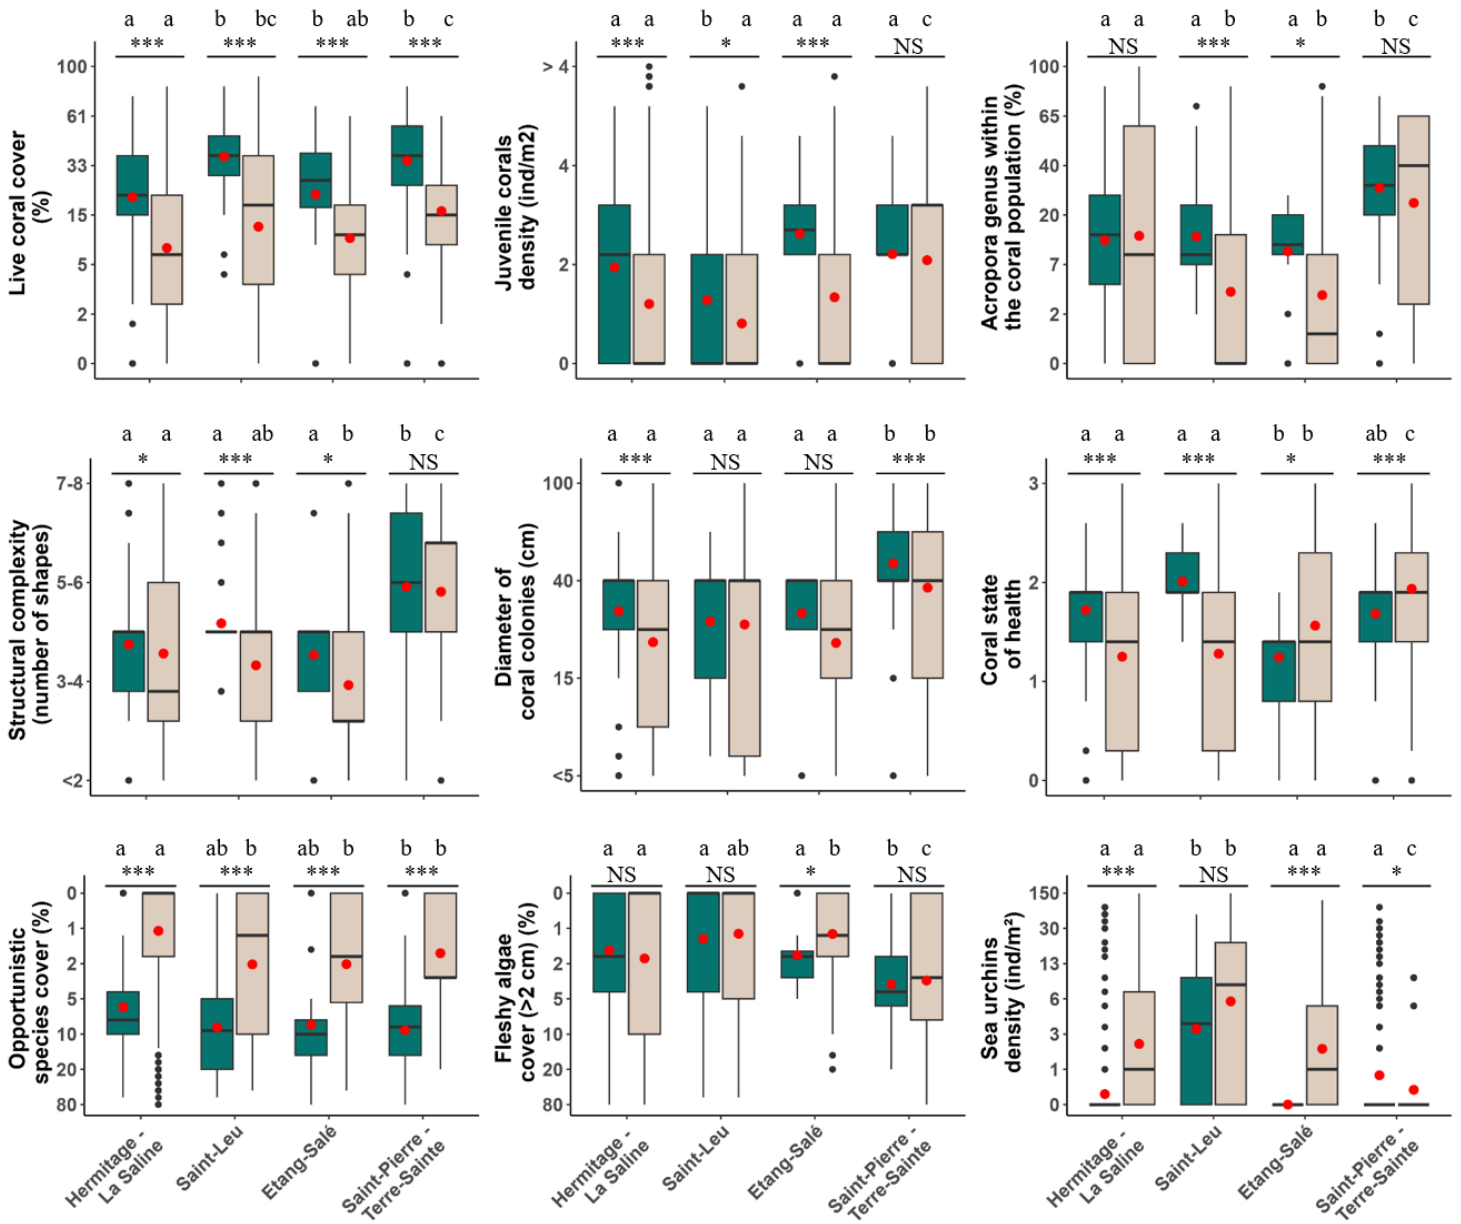 a a b bc b ab b c
*** *** *** ***
Live coral cover
(%)
100
61
33
15
5
2
0
a a b a a a a c
*** * *** NS
Juvenile corals
density (ind/m2)
> 4
4
2
0
a a a b a b b c
NS *** * NS
Acropora genus within
the coral population (%)
100
65
40
20
7
2
0
a a a ab a b b c
* *** * NS
Structural complexity
(number of shapes)
7-8
5-6
3-4
<2
a a a a a a b b
*** NS NS ***
Diameter of
coral colonies (cm)
100
40
15
<5
a a a a b b ab c
*** *** * ***
Coral state
of health
3
2
1
0
a a ab b ab b b b
*** *** *** ***
Opportunistic
species cover (%)
0
1
2
5
10
20
80
Hermitage -
La Saline
Saint-Leu
Etang-Salé
Saint-Pierre -
Terre-Sainte
a a a ab a b b c
NS NS * NS
Fleshy algae
cover (>2 cm) (%)
0
1
2
5
10
20
80
Hermitage -
La Saline
Saint-Leu
Etang-Salé
Saint-Pierre -
Terre-Sainte
a a b b a a a c
*** NS *** *
Sea urchins
density (ind/m²)
150
30
13
6
3
1
0
Hermitage -
La Saline
Saint-Leu
Etang-Salé
Saint-Pierre -
Terre-Sainte